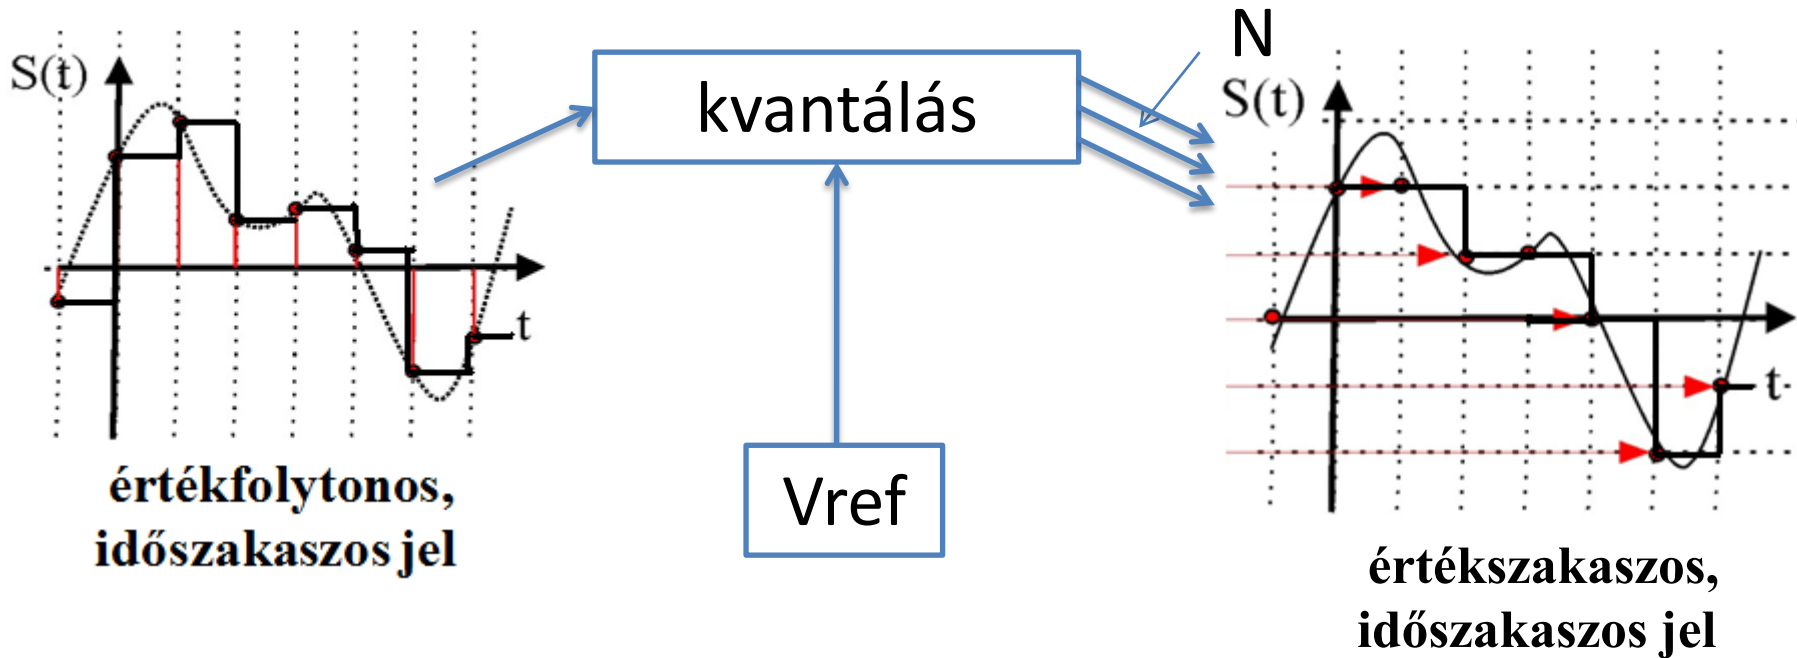 S(t)
t
értékfolytonos,
időszakaszos jel
kvantálás
Vref
N
S(t)
t
értékszakaszos,
időszakaszos jel